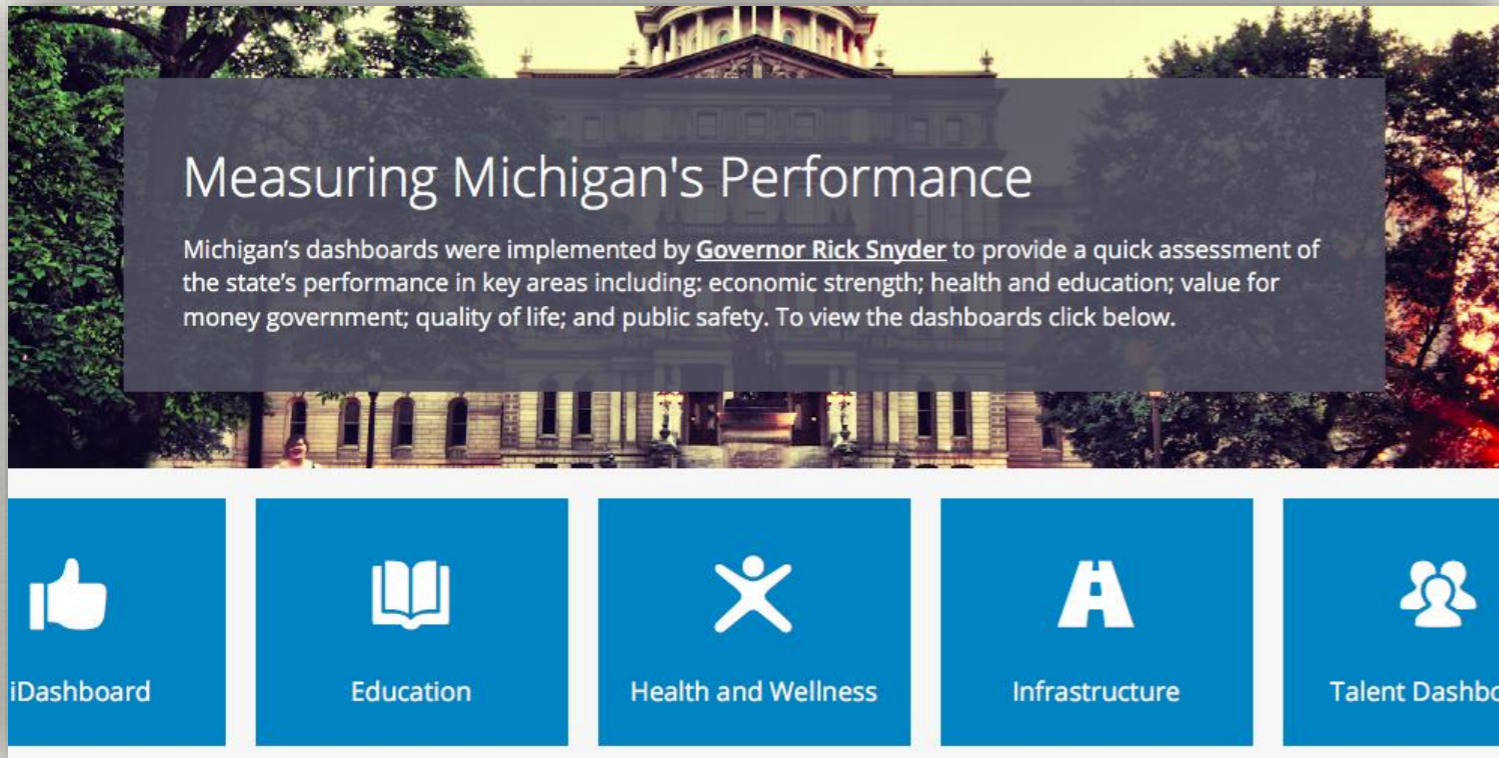 Measuring Michigan's Performance
Michigan’s dashboards were implemented by Governor Rick Snyder to provide a quick assessment of
the state’s performance in key areas including: economic strength; health and education; value for
money government; quality of life; and public safety. To view the dashboards click below.
iDashboard
Education
Health and Wellness
Infrastructure
Talent Dashbo